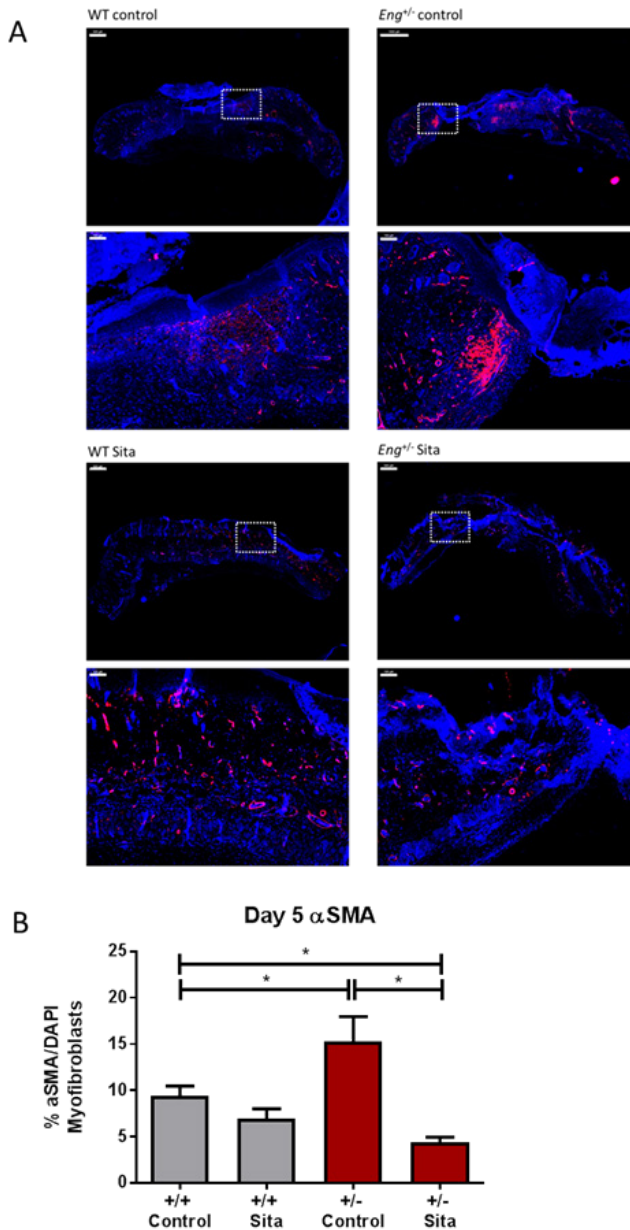 A
WT control
Eng+/- control
WT Sita
Eng+/- Sita
B
Day 5 αSMA
% aSMA/DAPI
Myofibroblasts
25
20
15
10
5
0
*
*
*
+/+
Control
+/+
Sita
+/-
Control
+/-
Sita